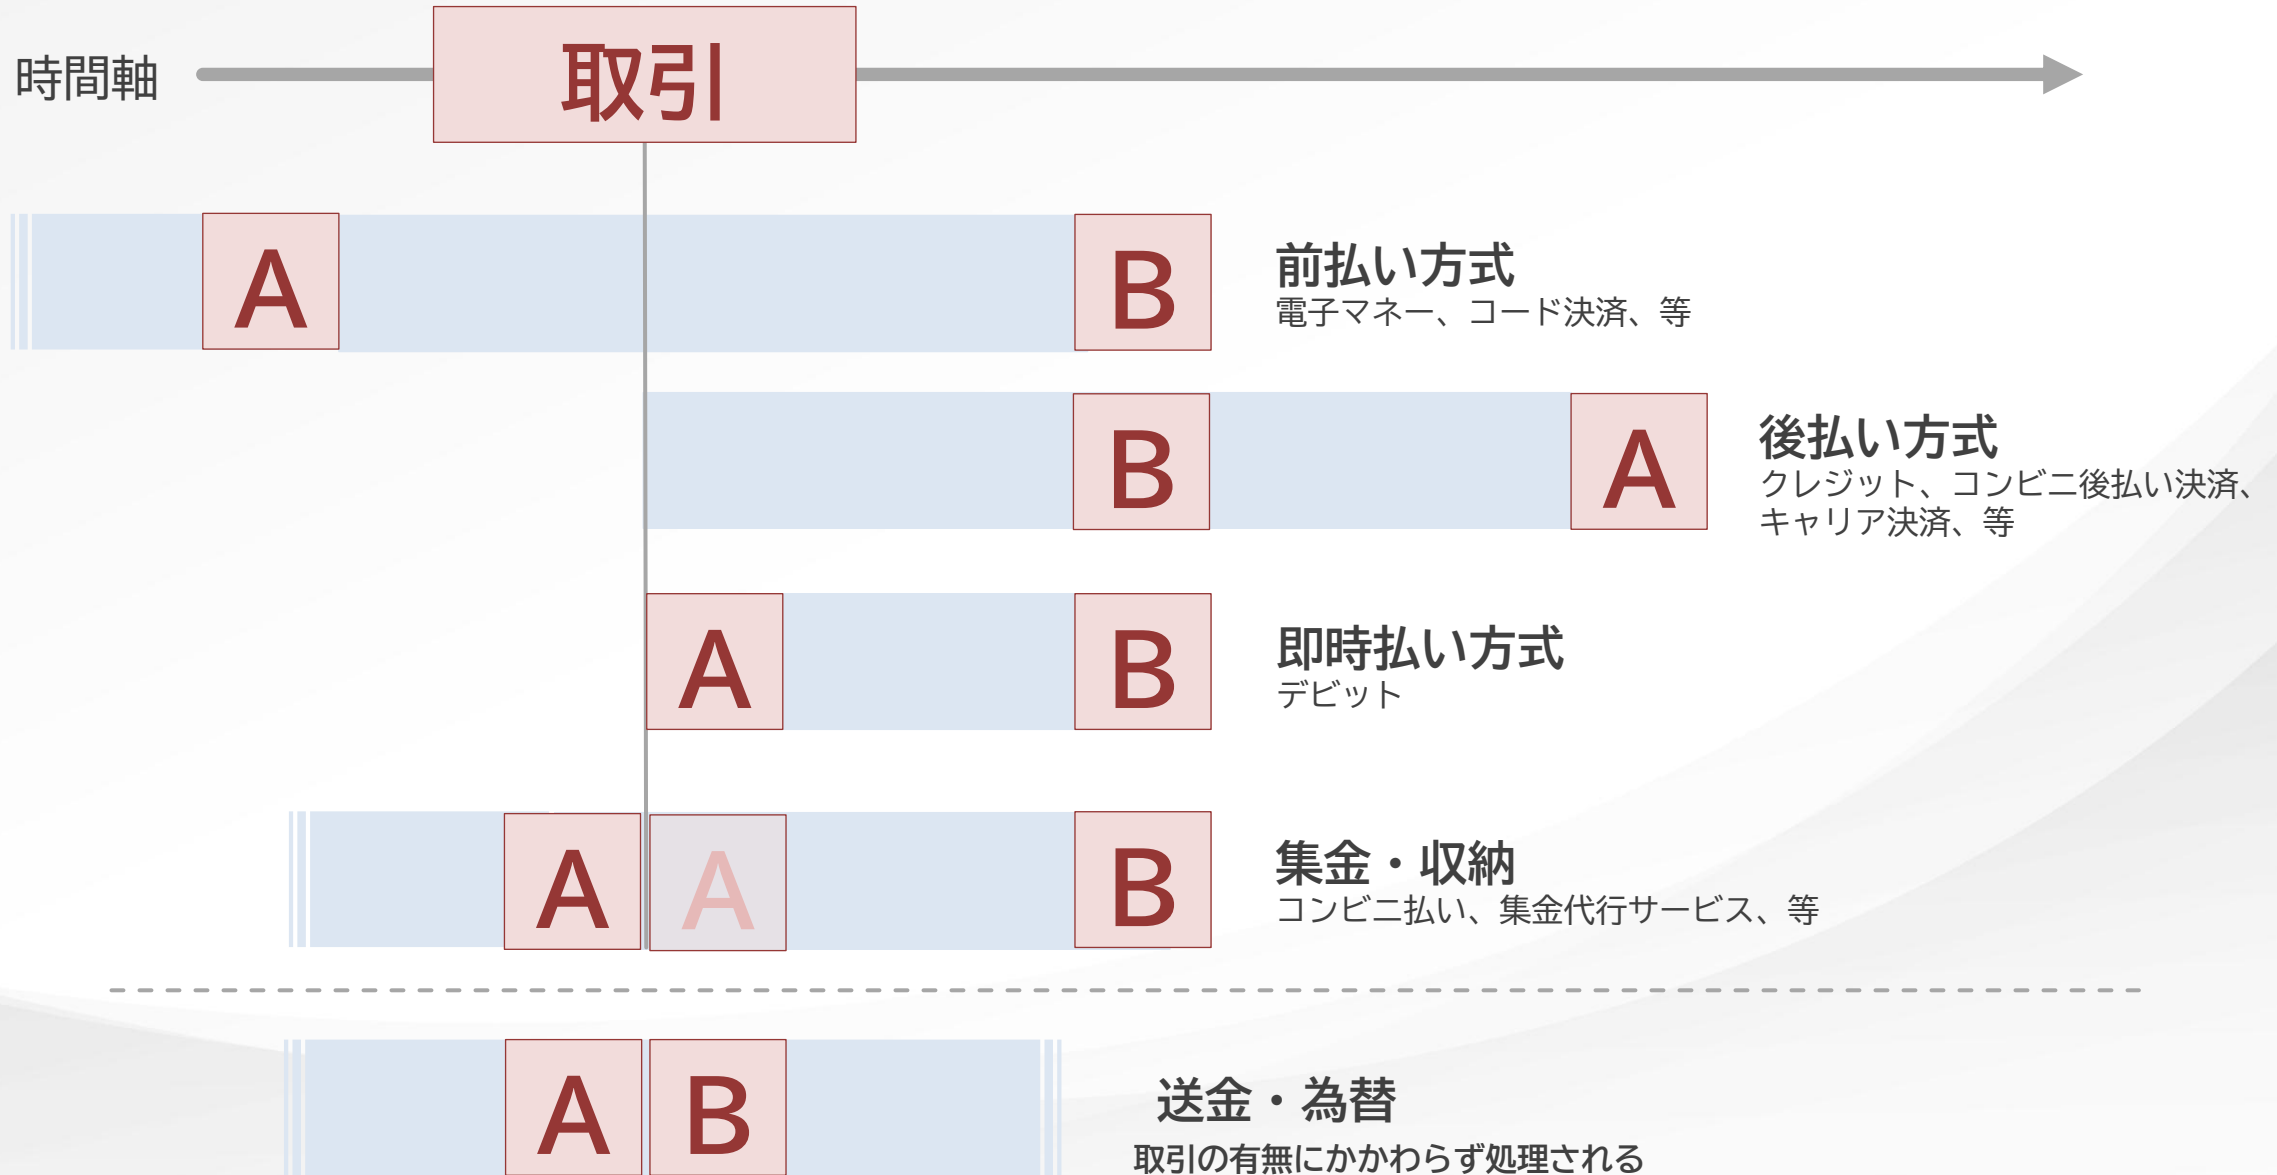 時間軸
取引
A
B
前払い方式
電子マネー、コード決済、等
B
A
後払い方式
クレジット、コンビニ後払い決済、
キャリア決済、等
A
B
即時払い方式
デビット
A
A
B
集金・収納
コンビニ払い、集金代行サービス、等
A
B
送金・為替
取引の有無にかかわらず処理される